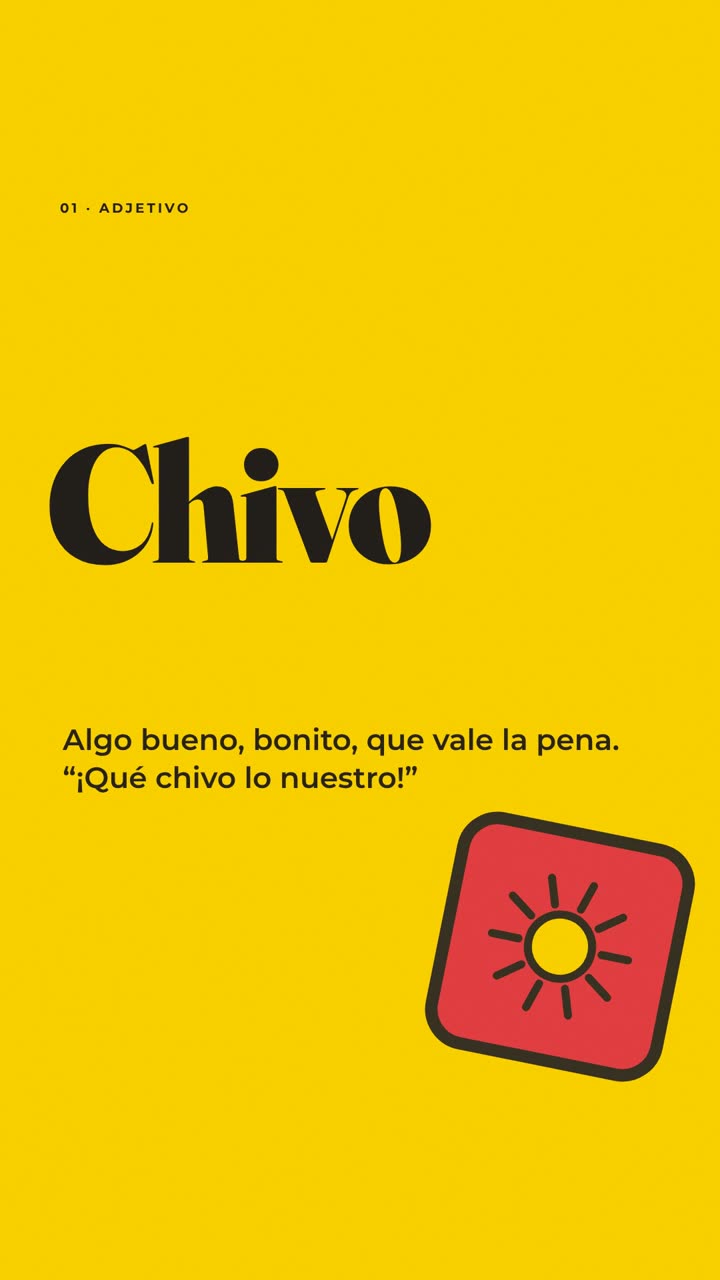 01 · ADJETIVO
Chivo
Algo bueno, bonito, que vale la pena.
“¡Qué chivo lo nuestro!”